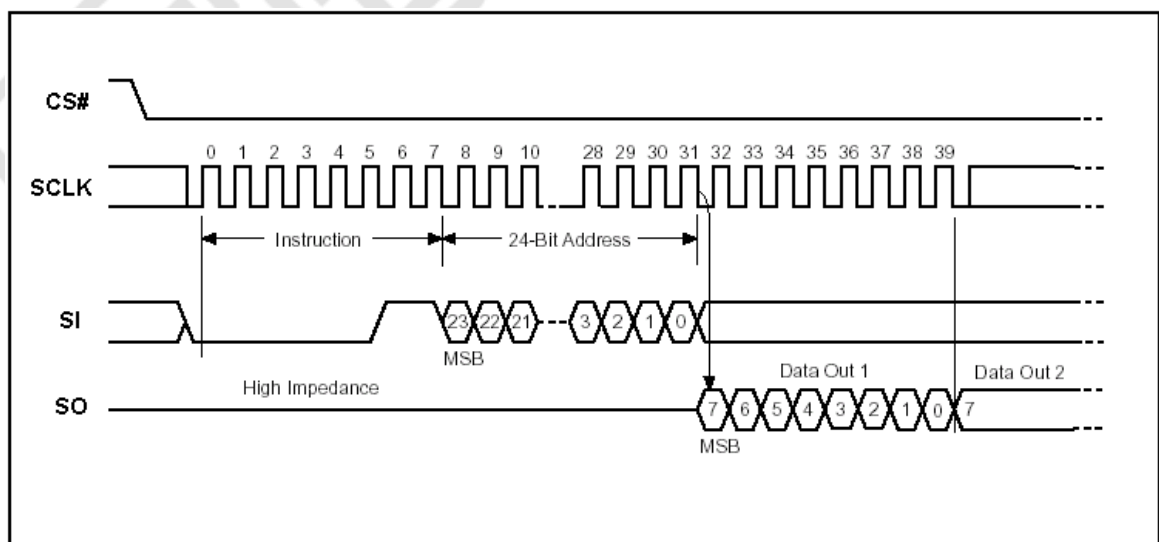 CS#
0 1 2 3 4 5 6 7 8 9 10 28 29 30 31 32 33 34 35 36 37 38 39
SCLK
Instruction 24-Bit Address
SI 23 22 21 3 2 1 0
MSB
High Impedance Data Out 1 Data Out 2
SO 7 6 5 4 3 2 1 0 7
MSB